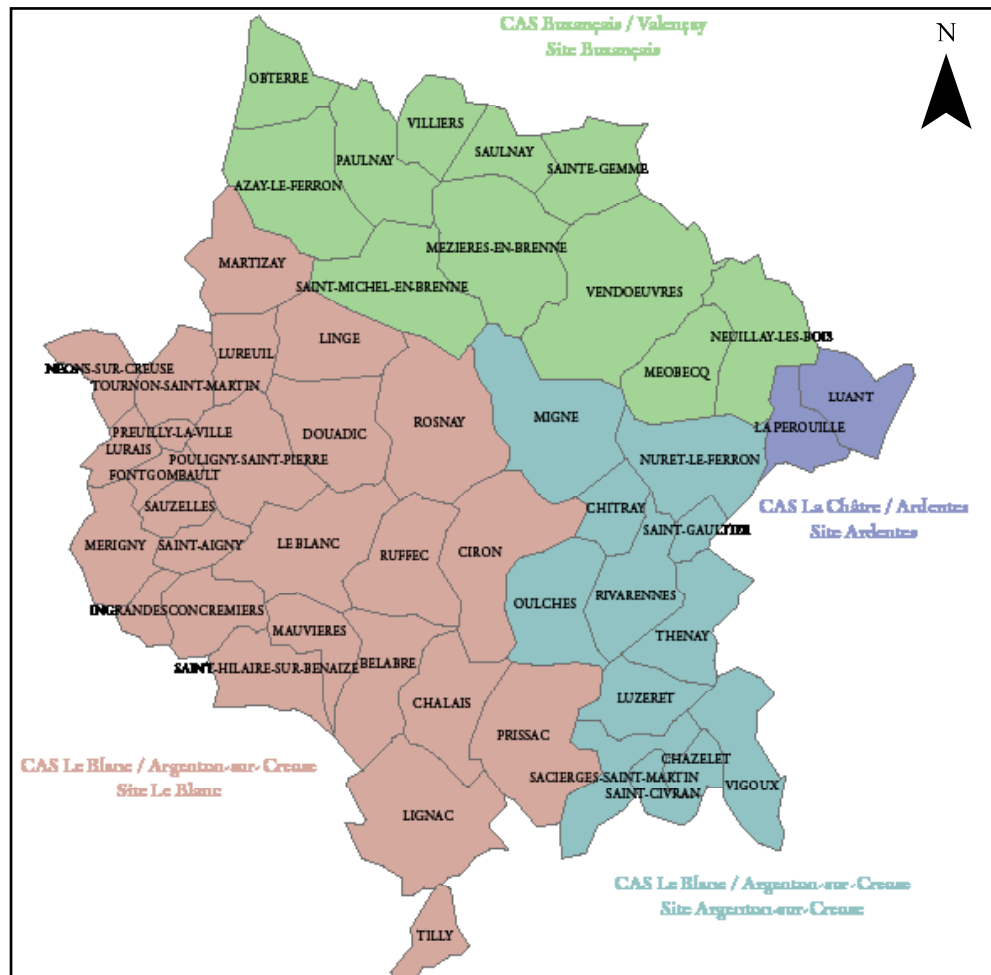 CAS Buzançais / Valençay
Site Buzançais
N
OBTERRE
VILLIERS
SAULNAY
PAULNAY
SAINTE-GEMME
AZAY-LE-FERRON
MEZIERES-EN-BRENNE
MARTIZAY
SAINT-MICHEL-EN-BRENNE
VENDOEUVRES
NEUILLAY-LES-BOIS
LINGE
LUREUIL
NEONS-SUR-CREUSE
MEOBECQ
TOURNON-SAINT-MARTIN
LUANT
MIGNE
ROSNAY
LA PEROUILLE
PREUILLY-LA-VILLE
DOUADIC
LURAIS
POULIGNY-SAINT-PIERRE
NURET-LE-FERRON
FONTGOMBAULT
SAUZELLES
CHITRAY
CAS La Châtre / Ardentes
SAINT-GAULTIER
Site Ardentes
MERIGNY
SAINT-AIGNY
LE BLANC
RUFFEC
CIRON
OULCHES
RIVARENNES
INGRANDES
CONCREMIERS
MAUVIERES
THENAY
SAINT-HILAIRE-SUR-BENAIZE
BELABRE
LUZERET
CHALAIS
PRISSAC
CHAZELET
CAS Le Blanc / Argenton-sur-Creuse
SACIERGES-SAINT-MARTIN
VIGOUX
Site Le Blanc
SAINT-CIVRAN
LIGNAC
CAS Le Blanc / Argenton-sur-Creuse
Site Argenton-sur-Creuse
TILLY